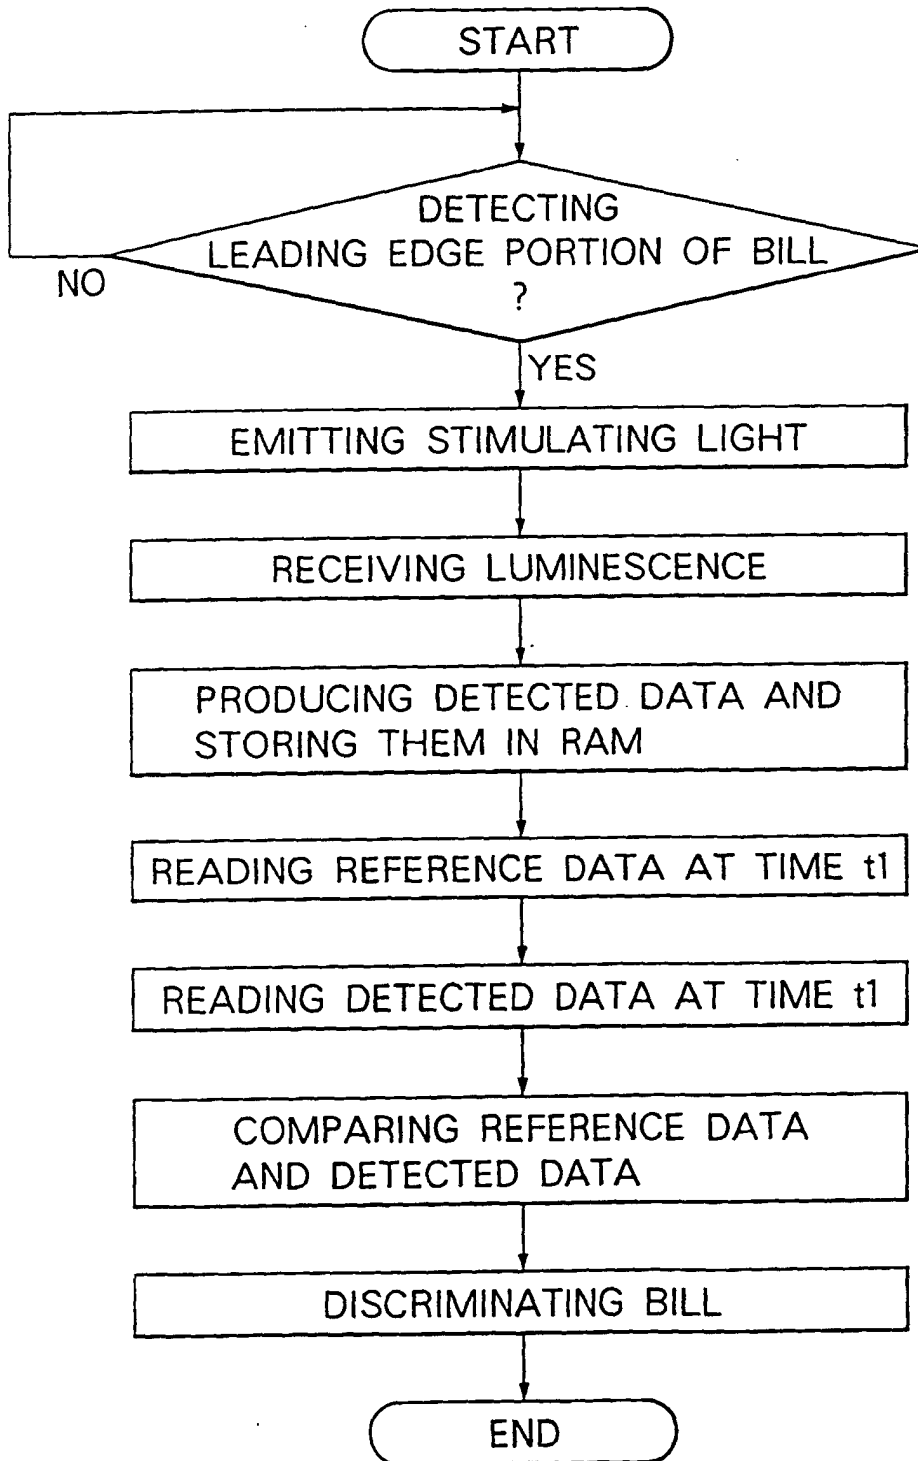 START
DETECTING
LEADING EDGE PORTION OF BILL
?
NO
YES
EMITTING STIMULATING LIGHT
RECEIVING LUMINESCENCE
PRODUCING DETECTED DATA AND
STORING THEM IN RAM
READING REFERENCE DATA AT TIME t1
READING DETECTED DATA AT TIME t1
COMPARING REFERENCE DATA
AND DETECTED DATA
DISCRIMINATING BILL
END